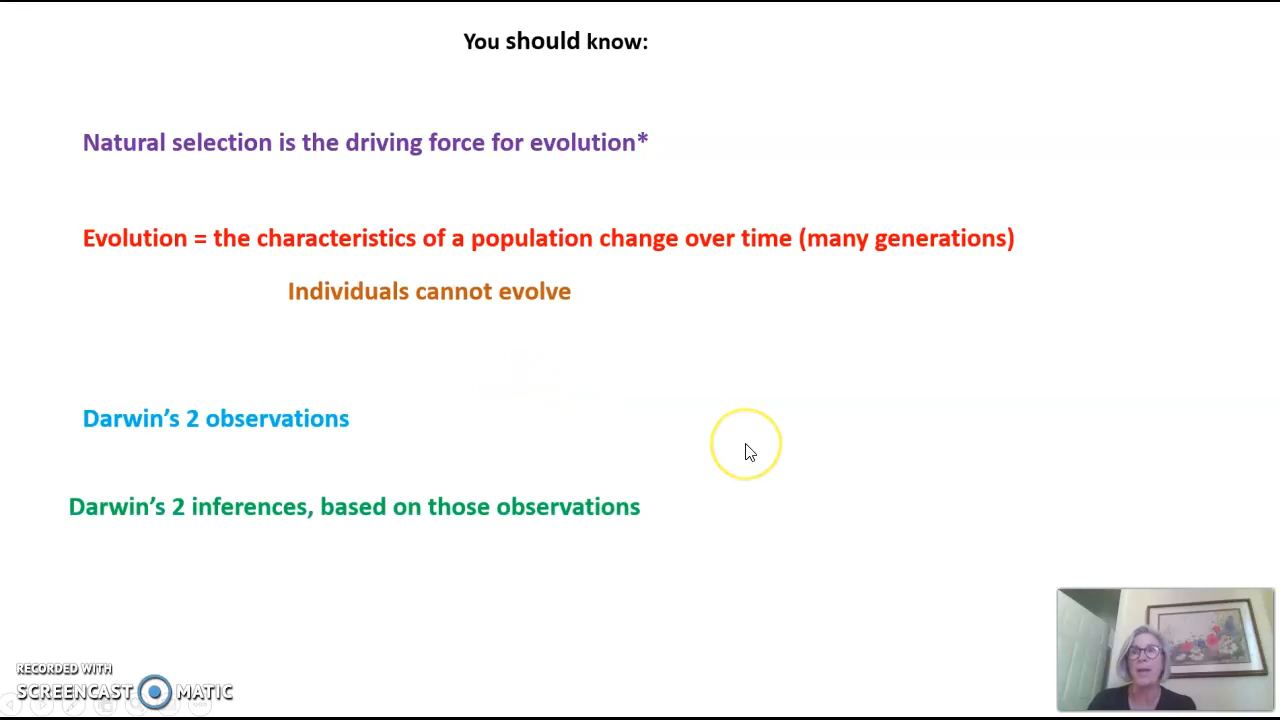 You should know:
Natural selection is the driving force for evolution*
Evolution = the characteristics of a population change over time (many generations)
Individuals cannot evolve
Darwin’s 2 observations
Darwin’s 2 inferences, based on those observations
RECORDED WITH
SCREENCAST MATIC